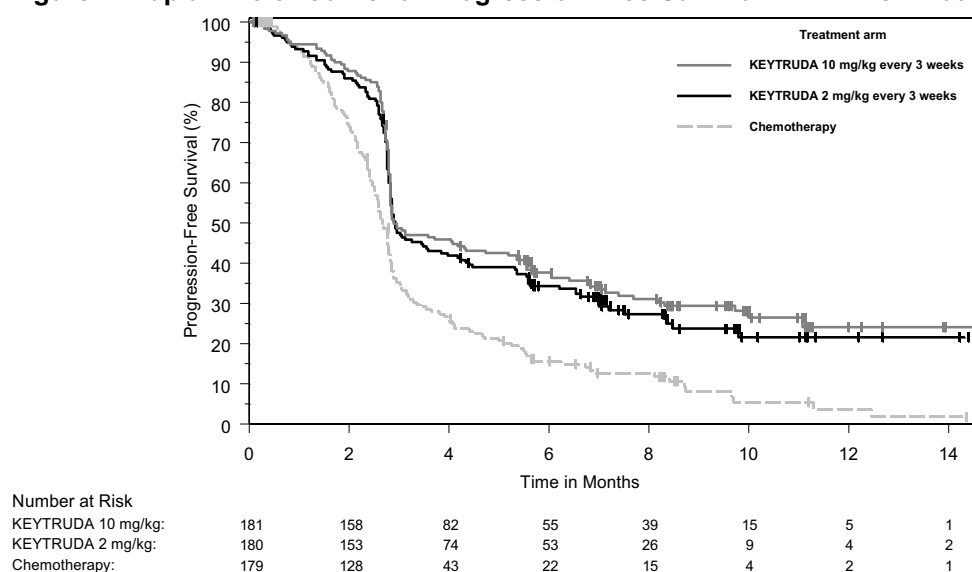 Treatment arm
KEYTRUDA 10 mg/kg every 3 weeks
KEYTRUDA 2 mg/kg every 3 weeks
Chemotherapy
Progression-Free Survival (%)
100
90
80
70
60
50
40
30
20
10
0
0 2 4 6 8 10 12 14
Time in Months
Number at Risk
KEYTRUDA 10 mg/kg: 181 158 82 55 39 15 5 1
KEYTRUDA 2 mg/kg: 180 153 74 53 26 9 4 2
Chemotherapy: 179 128 43 22 15 4 2 1